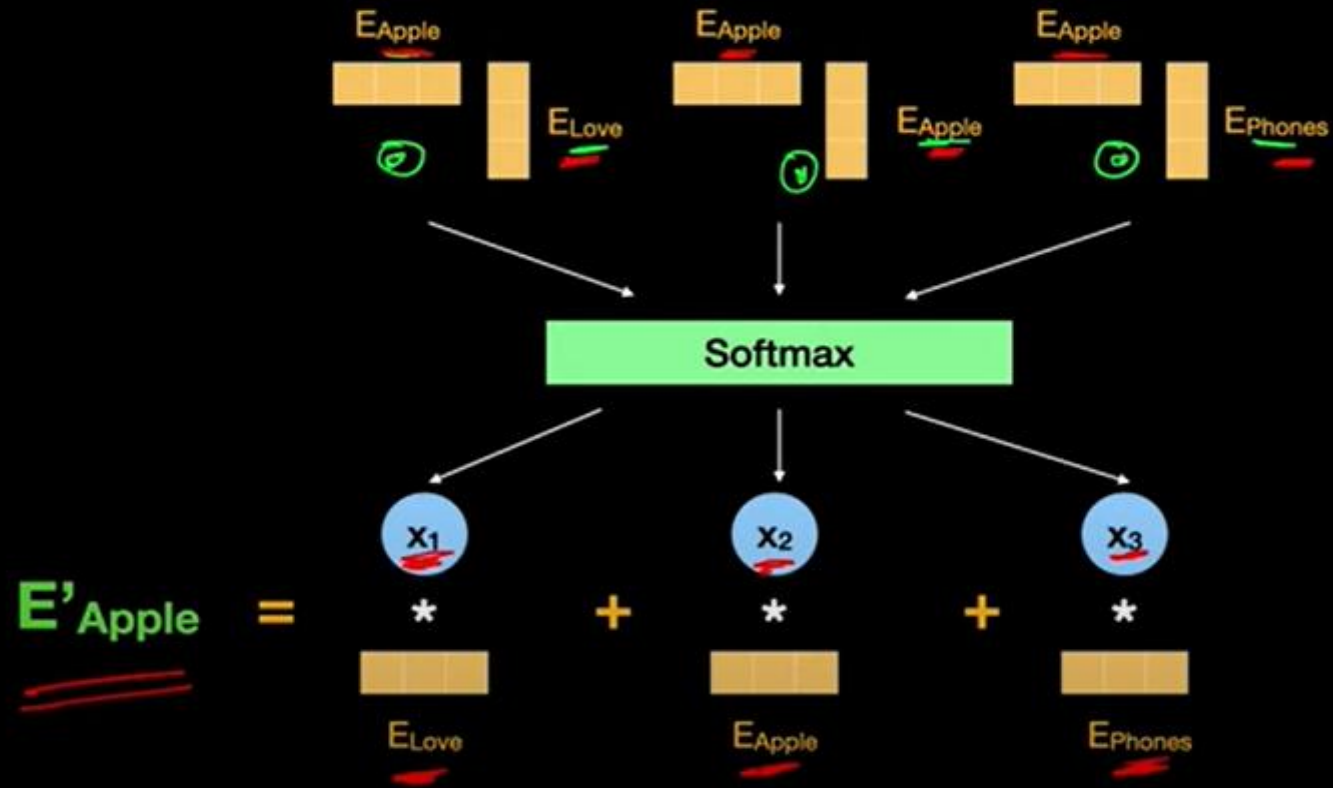 EApple EApple EApple
ELove EApple EPhones
Softmax
x1 x2 x3
E'Apple = * + * + *
ELove EApple EPhones